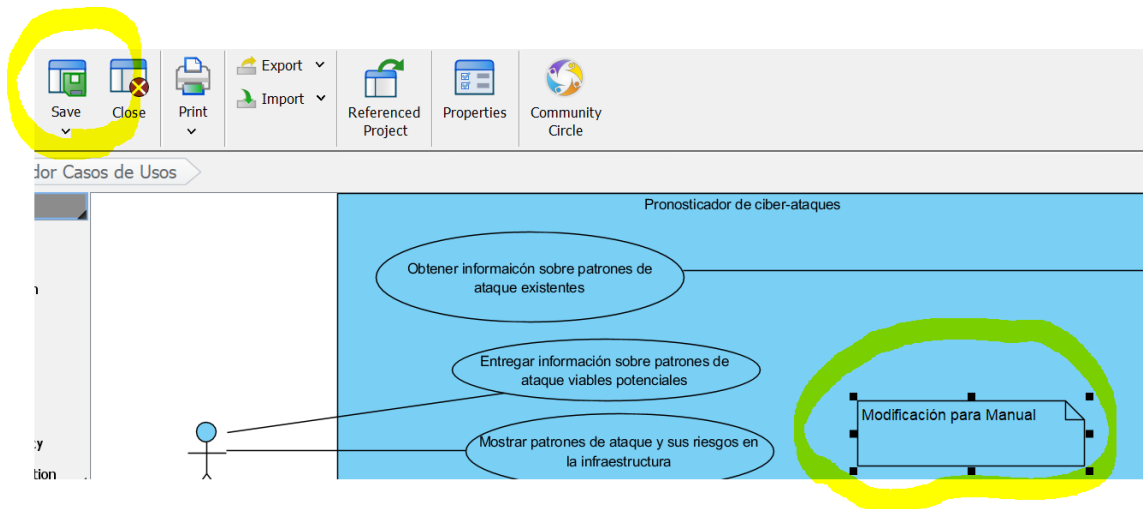 Export
Import
Save
Close
Print
Referenced
Project
Properties
Community
Circle
dor Casos de Usos
Pronosticador de ciber-ataques
Obtener informaicón sobre patrones de
ataque existentes
Entregar información sobre patrones de
ataque viables potenciales
Modificación para Manual
Mostrar patrones de ataque y sus riesgos en
la infraestructura
tion